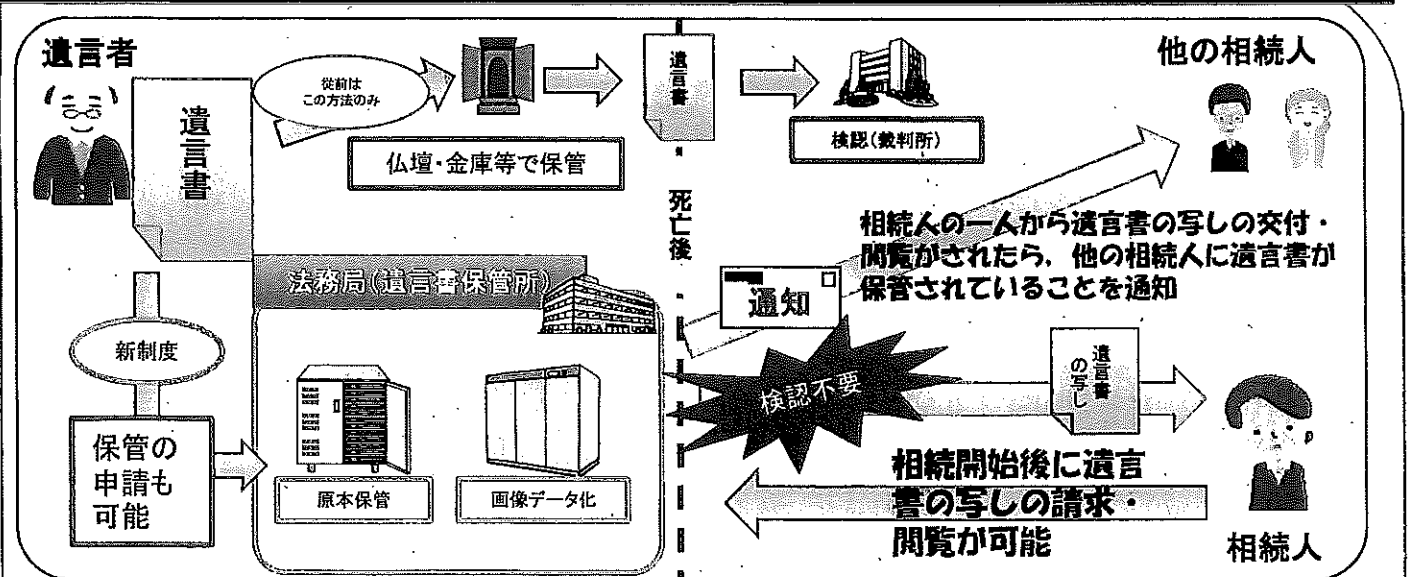 遺言者
遺言書
従前は
この方法のみ
仏壇・金庫等で保管
遺言書
検認(裁判所)
他の相続人
死亡後
相続人の一人から遺言書の写しの交付・
閲覧がされたら,他の相続人に遺言書が
保管されていることを通知
通知
法務局(遺言書保管所)
新制度
保管の
申請も
可能
原本保管
画像データ化
検認不要
遺言書
の写し
相続開始後に遺言
書の写しの請求・
閲覧が可能
相続人